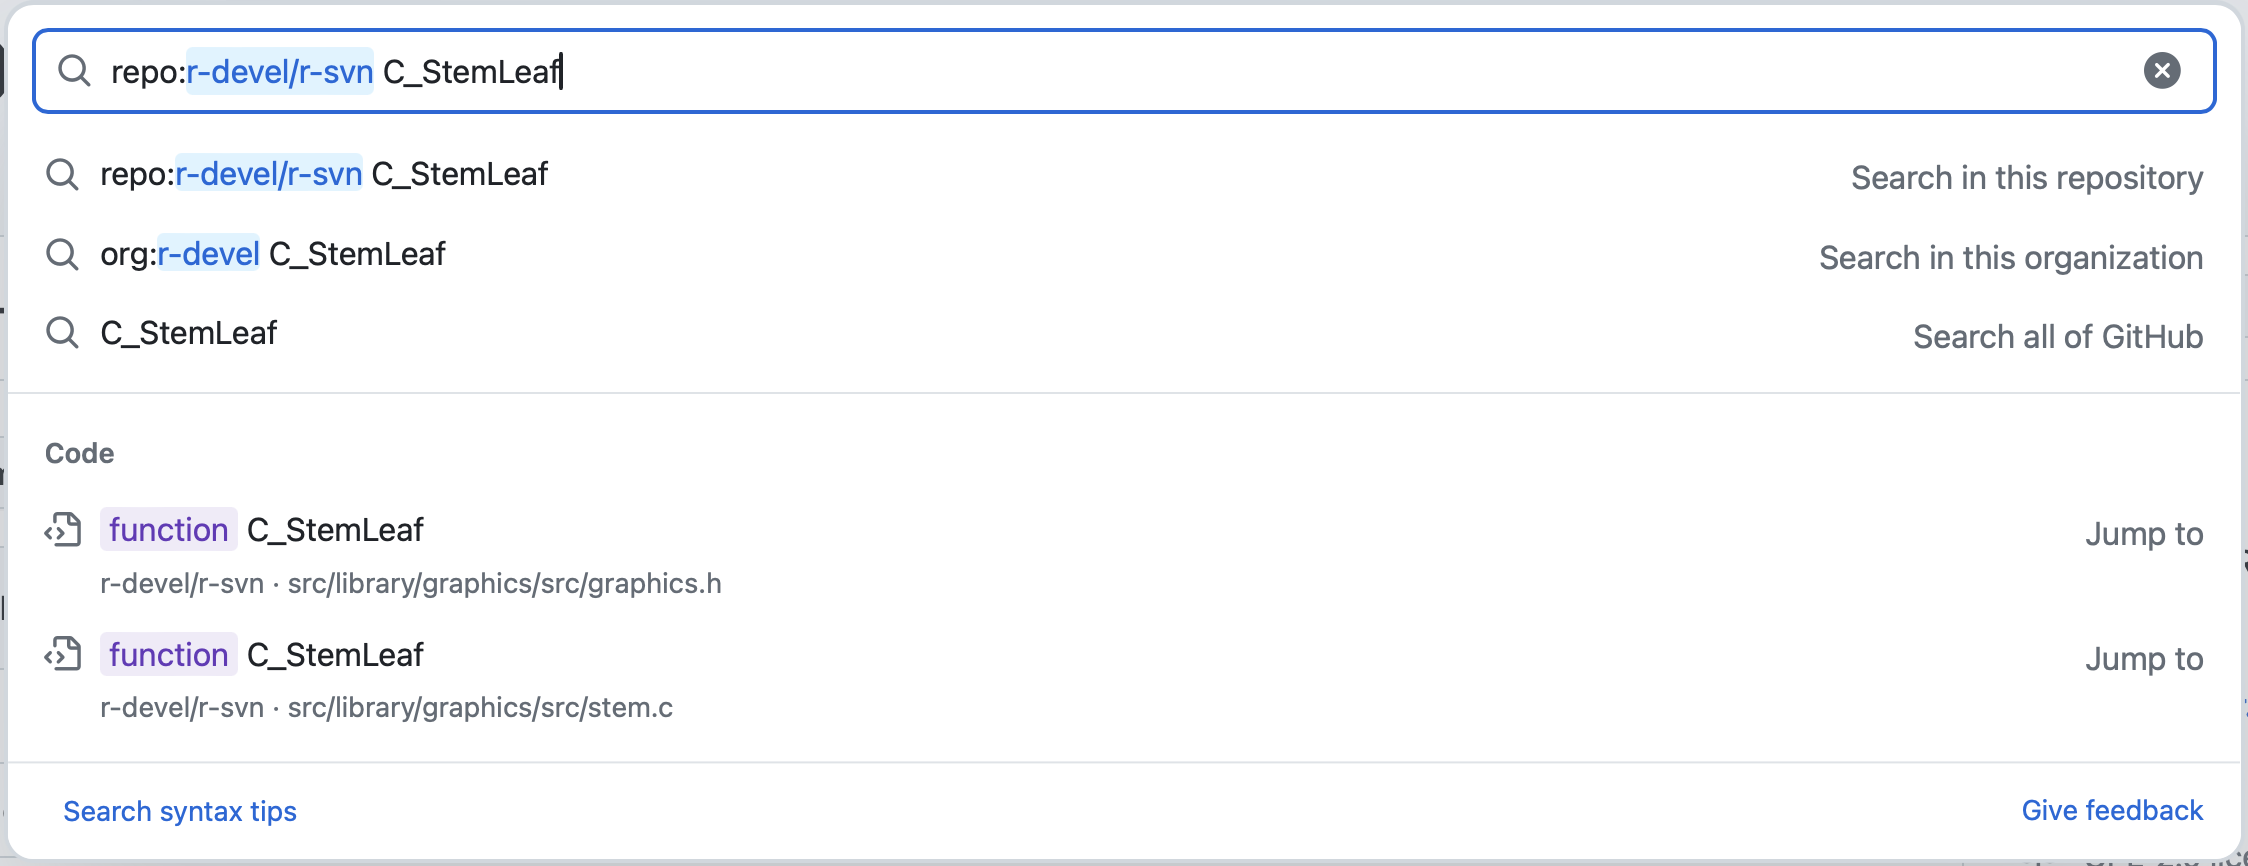 repo:r-devel/r-svn C_StemLeaf
repo:r-devel/r-svn C_StemLeaf Search in this repository
org:r-devel C_StemLeaf Search in this organization
C_StemLeaf Search all of GitHub
Code
function C_StemLeaf Jump to
r-devel/r-svn · src/library/graphics/src/graphics.h
function C_StemLeaf Jump to
r-devel/r-svn · src/library/graphics/src/stem.c
Search syntax tips Give feedback